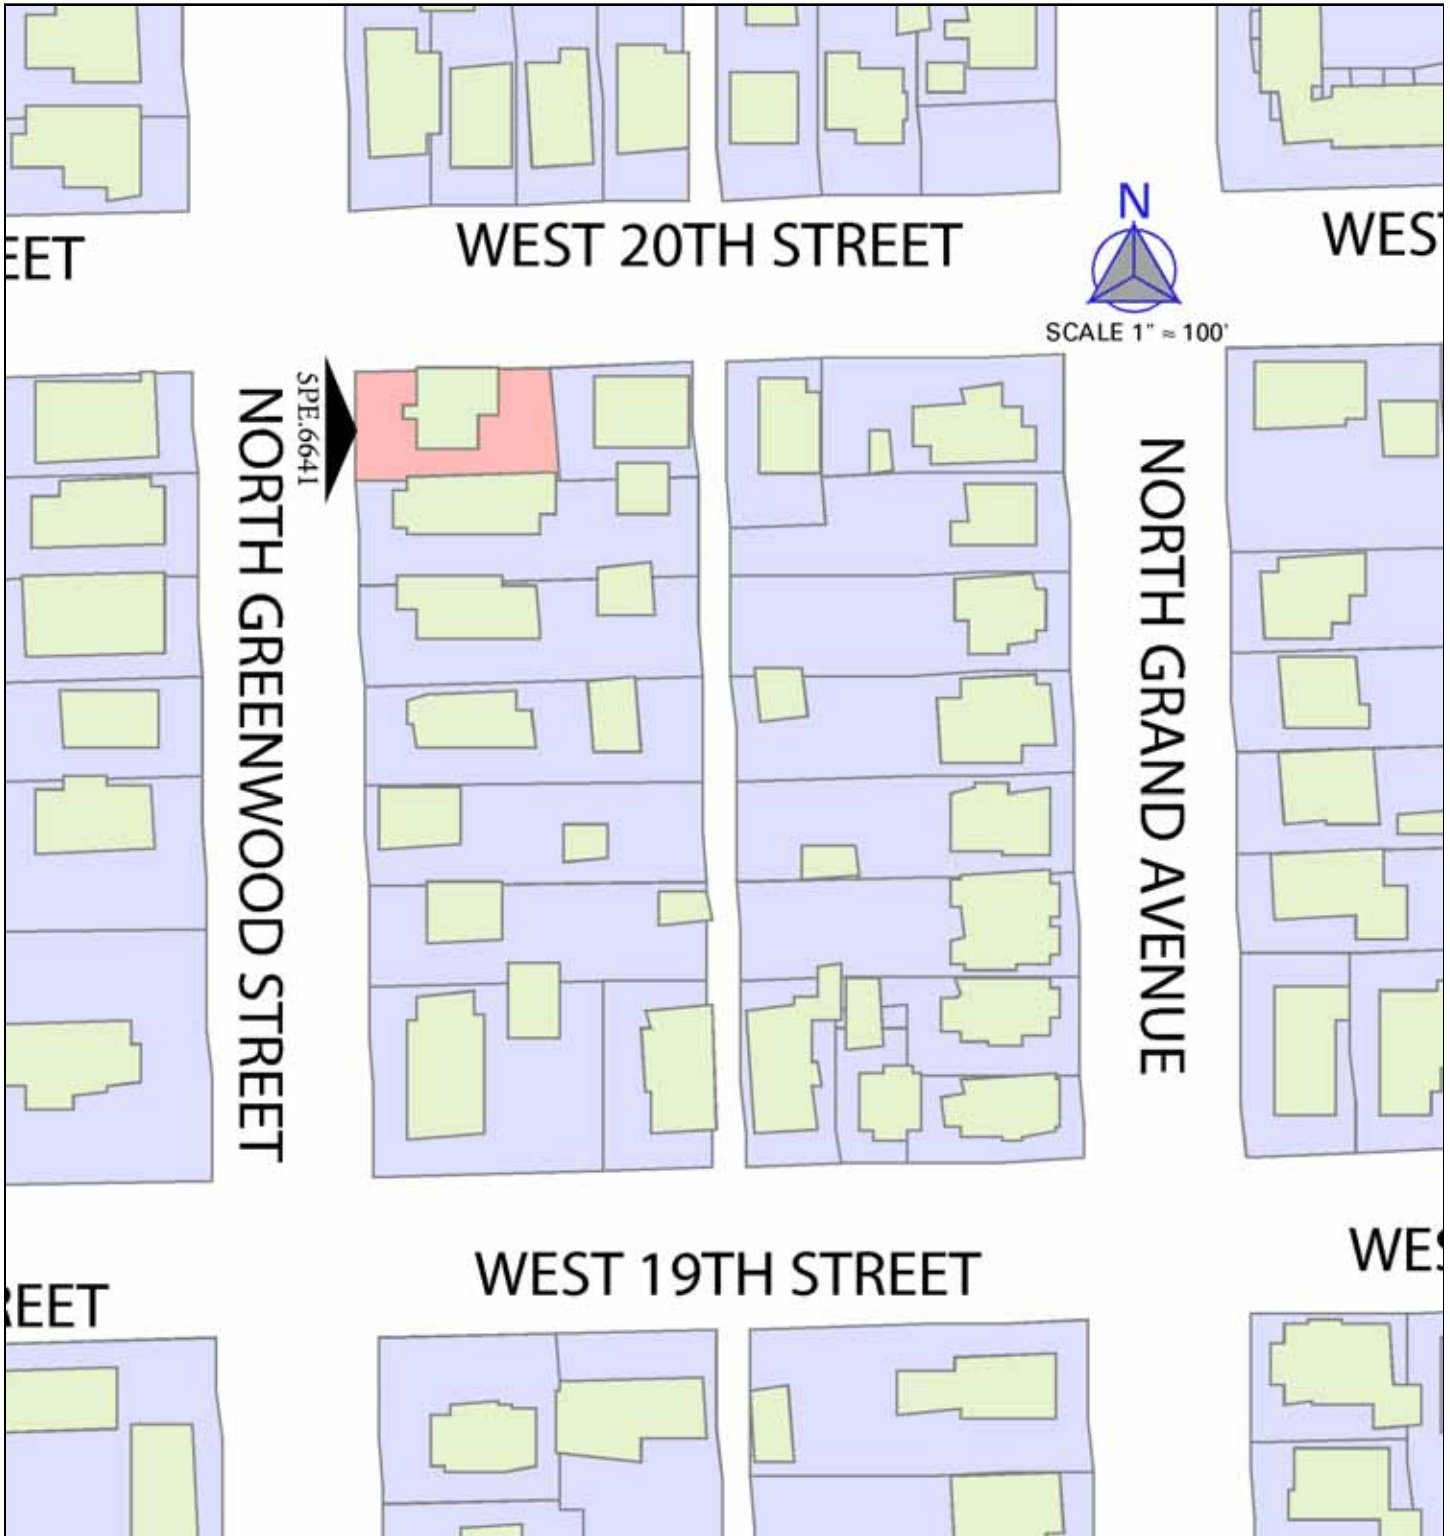 WEST 20TH STREET
N
WEST
EET
SCALE 1" ≈ 100'
SPE.6641
NORTH GREENWOOD STREET
NORTH GRAND AVENUE
WEST 19TH STREET
WES
REET